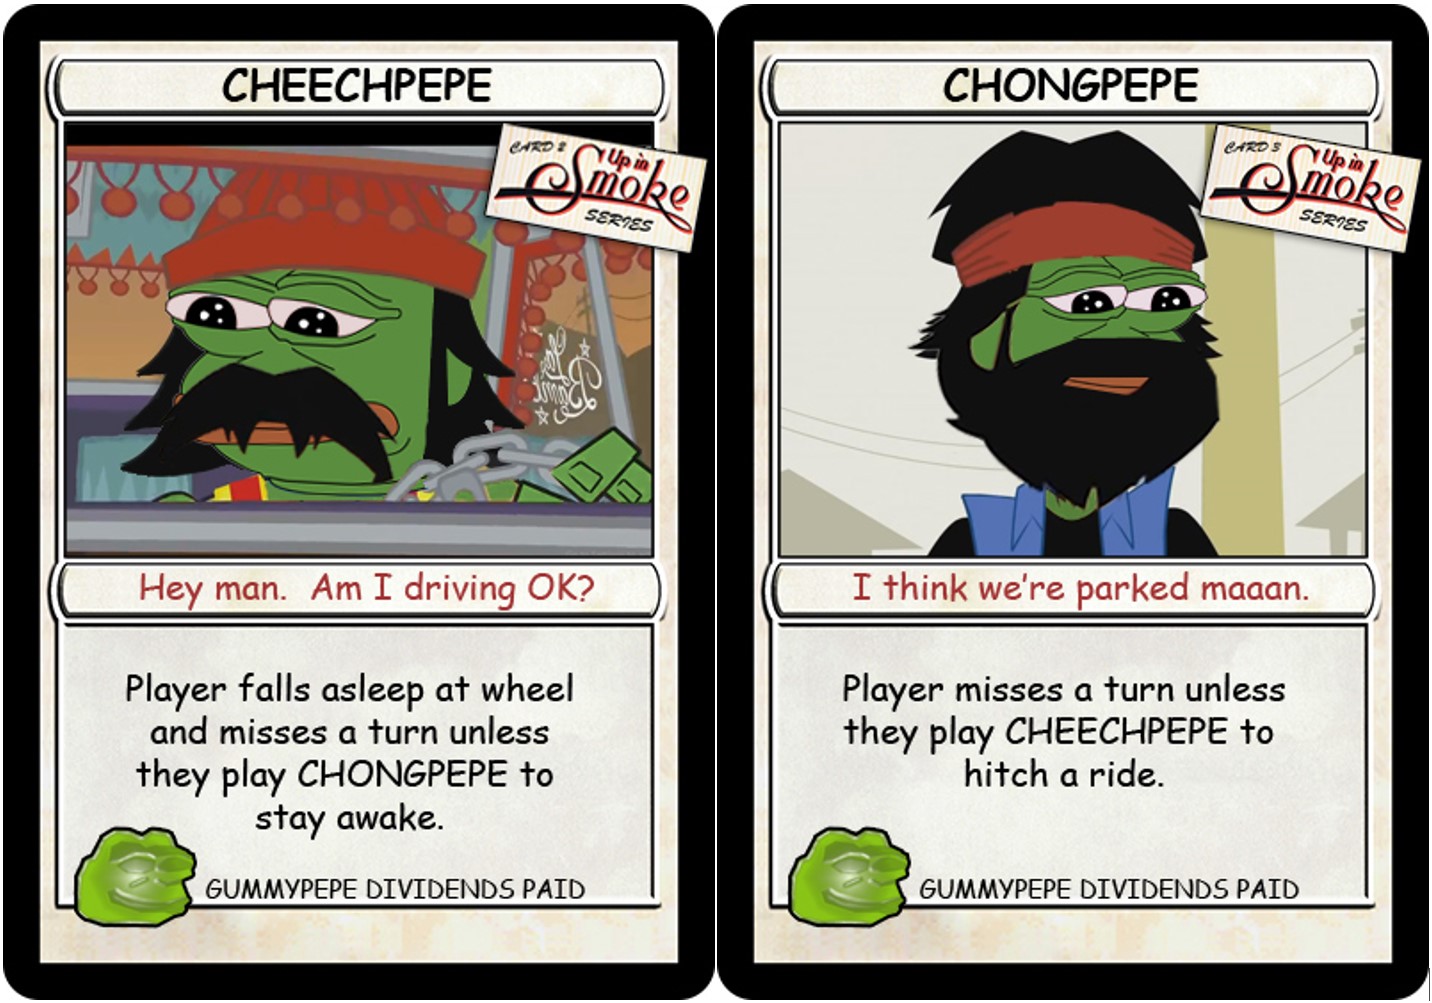 CHEECHPEPE
CARD 2
Up in
Smoke
SERIES
Hey man.  Am I driving OK?
Player falls asleep at wheel
and misses a turn unless
they play CHONGPEPE to
stay awake.
GUMMYPEPE DIVIDENDS PAID
CHONGPEPE
CARD 3
Up in
Smoke
SERIES
I think we're parked maaan.
Player misses a turn unless
they play CHEECHPEPE to
hitch a ride.
GUMMYPEPE DIVIDENDS PAID